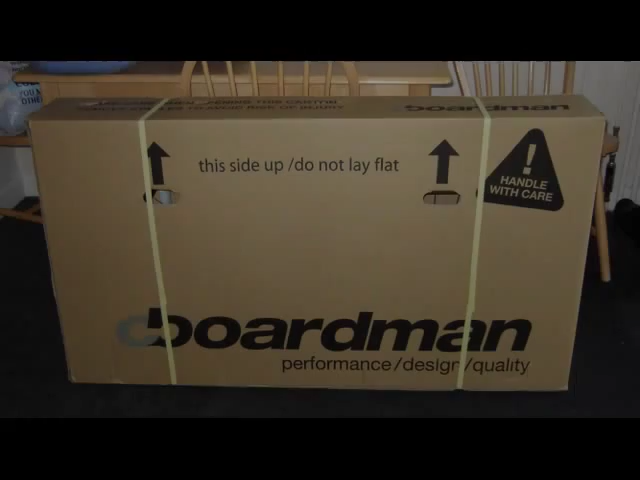 boardman
this side up /do not lay flat
!
HANDLE
WITH CARE
boardman
performance/design/quality